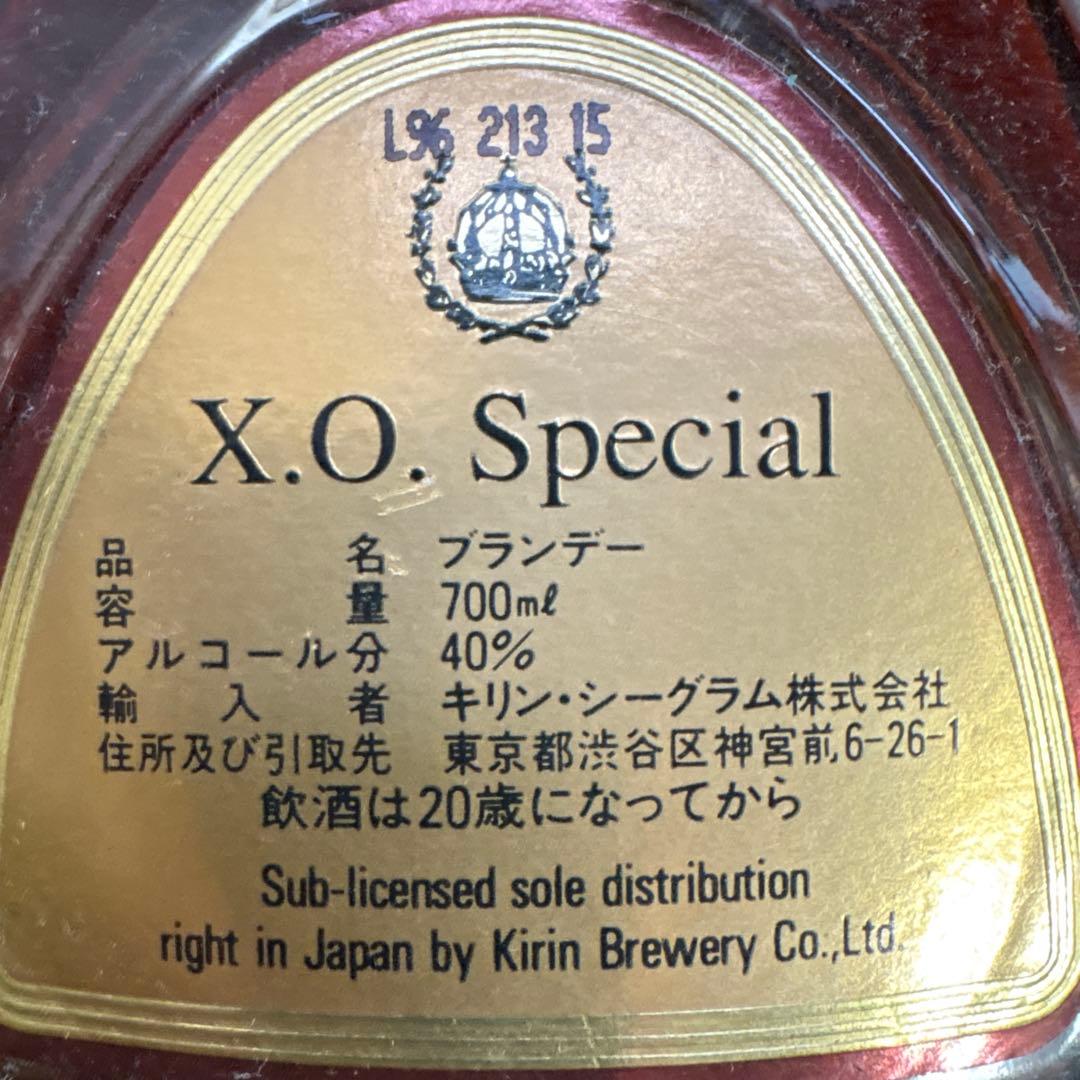 L96 213 15
X.O. Special
品名 ブランデー
容量 700mℓ
アルコール分 40%
輸入者 キリン・シーグラム株式会社
住所及び引取先 東京都渋谷区神宮前,6-26-1
飲酒は20歳になってから
Sub-licensed sole distribution
right in Japan by Kirin Brewery Co.,Ltd.